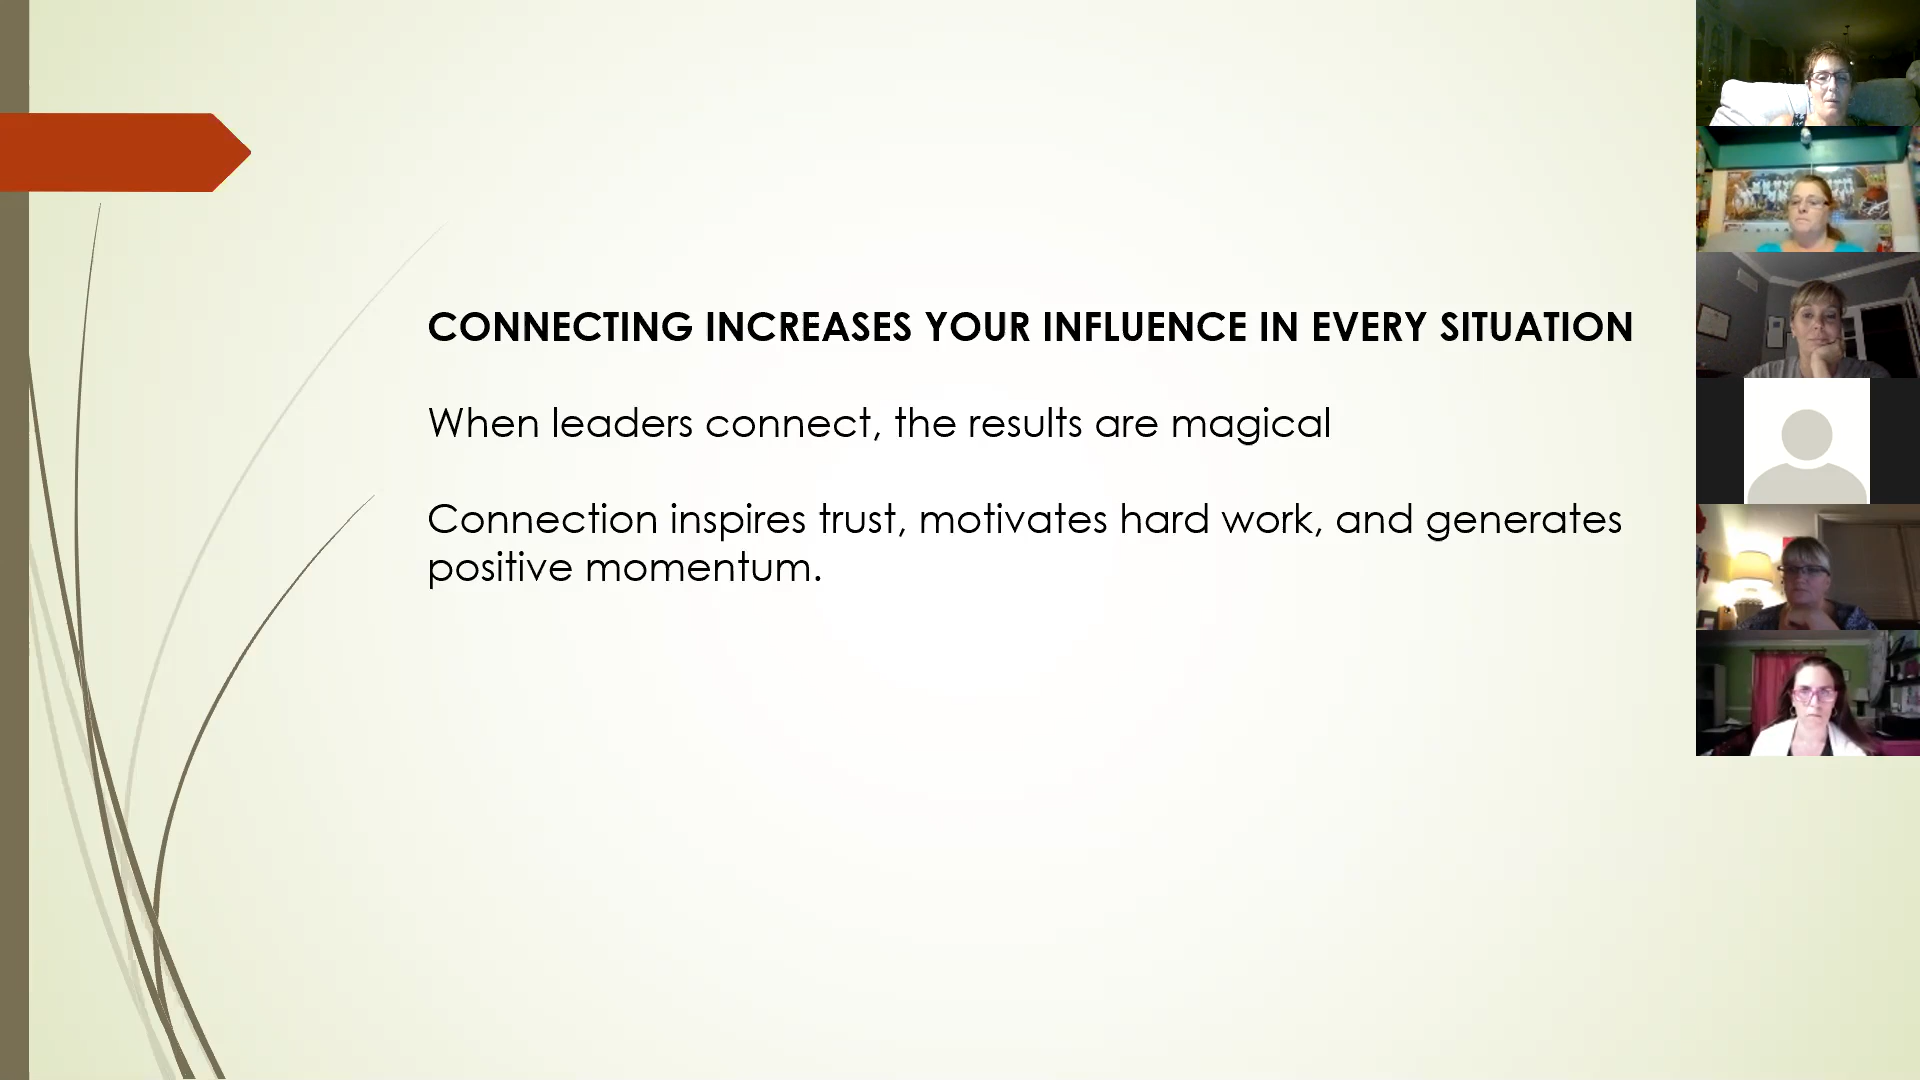 CONNECTING INCREASES YOUR INFLUENCE IN EVERY SITUATION
When leaders connect, the results are magical
Connection inspires trust, motivates hard work, and generates
positive momentum.